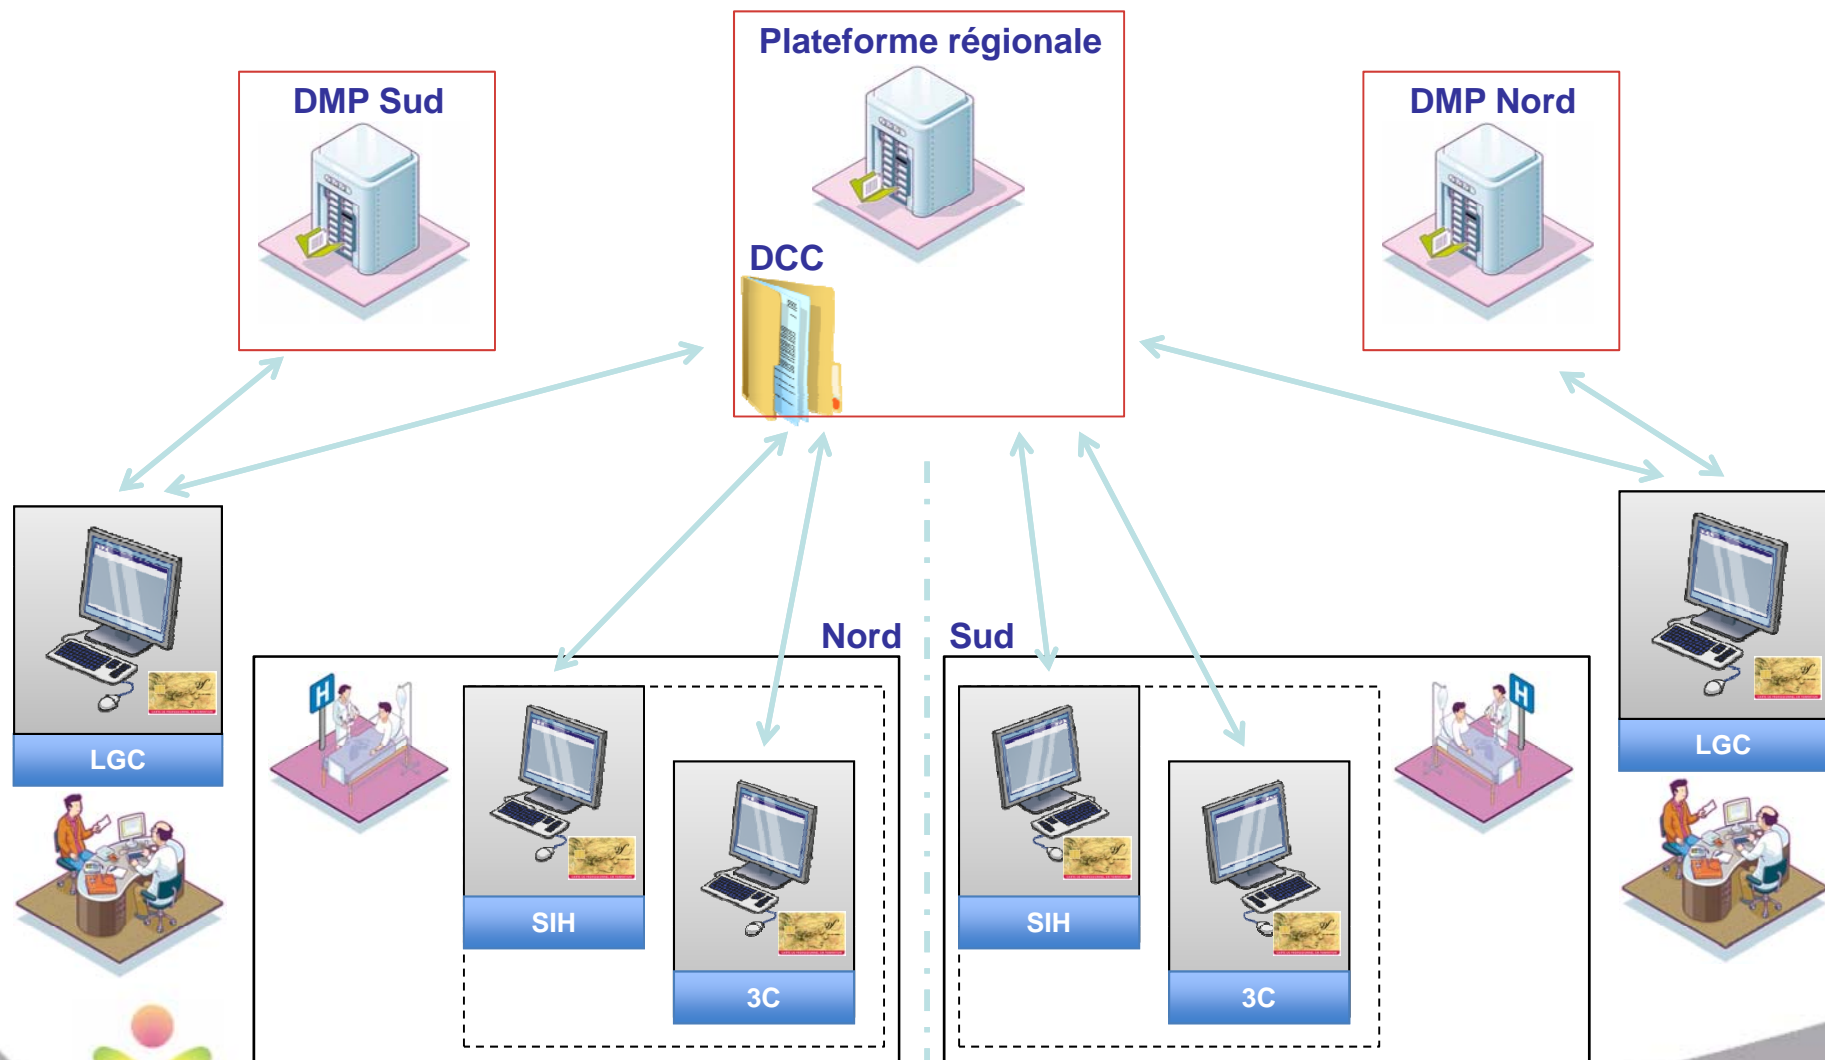 Plateforme régionale
DMP Sud
DMP Nord
DCC
Nord
Sud
H
H
LGC
LGC
SIH
SIH
3C
3C